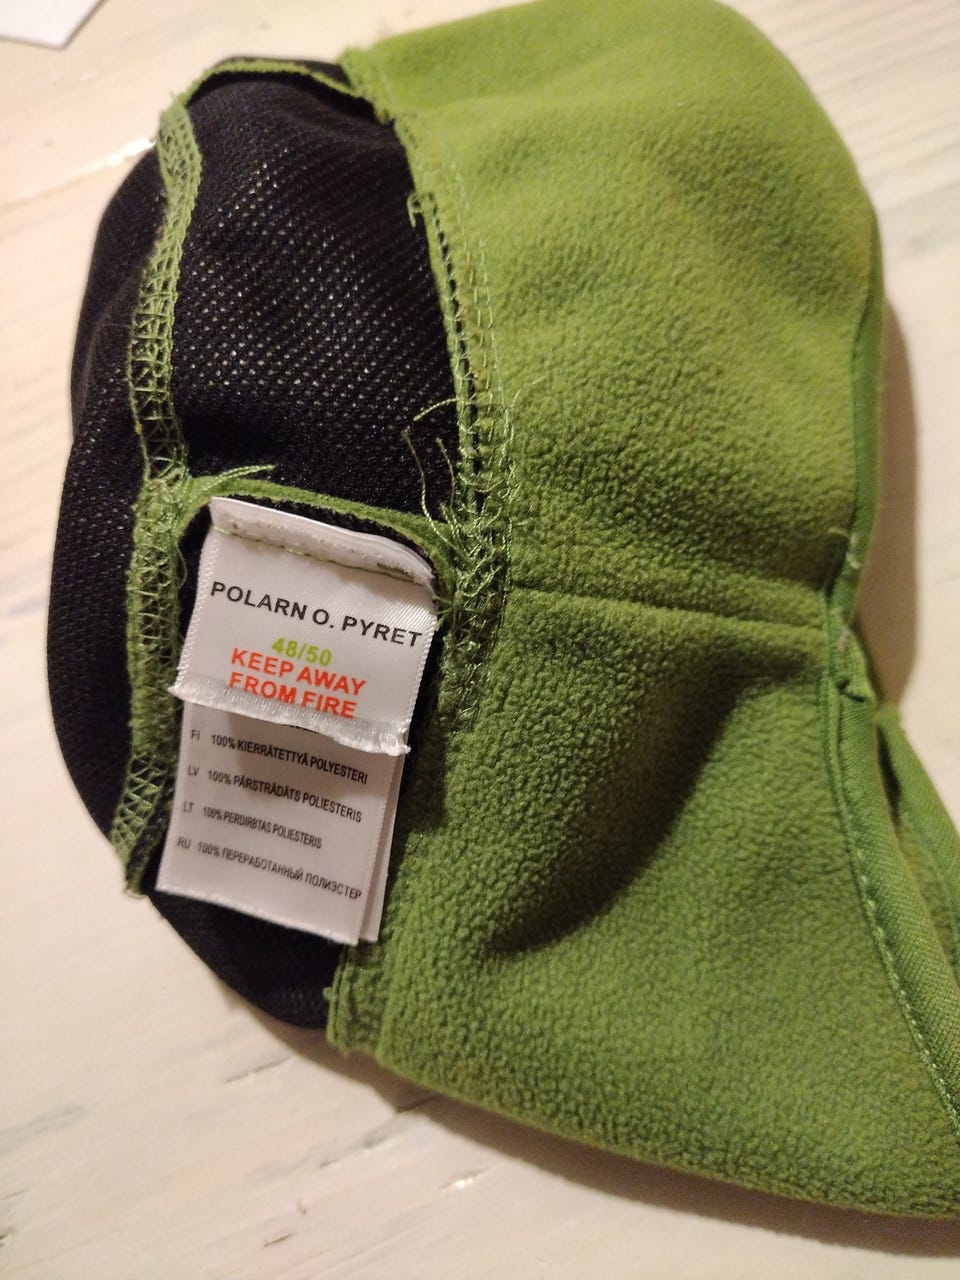 POLARN O. PYRET
48/50
KEEP AWAY
FROM FIRE
FI 100% KIERRÄTETTYÄ POLYESTERI
LV 100% PĀRSTRĀDĀTS POLIESTERIS
LT 100% PERDIRBTAS POLIESTERIS
RU 100% ПЕРЕРАБОТАННЫЙ ПОЛИЭСТЕР